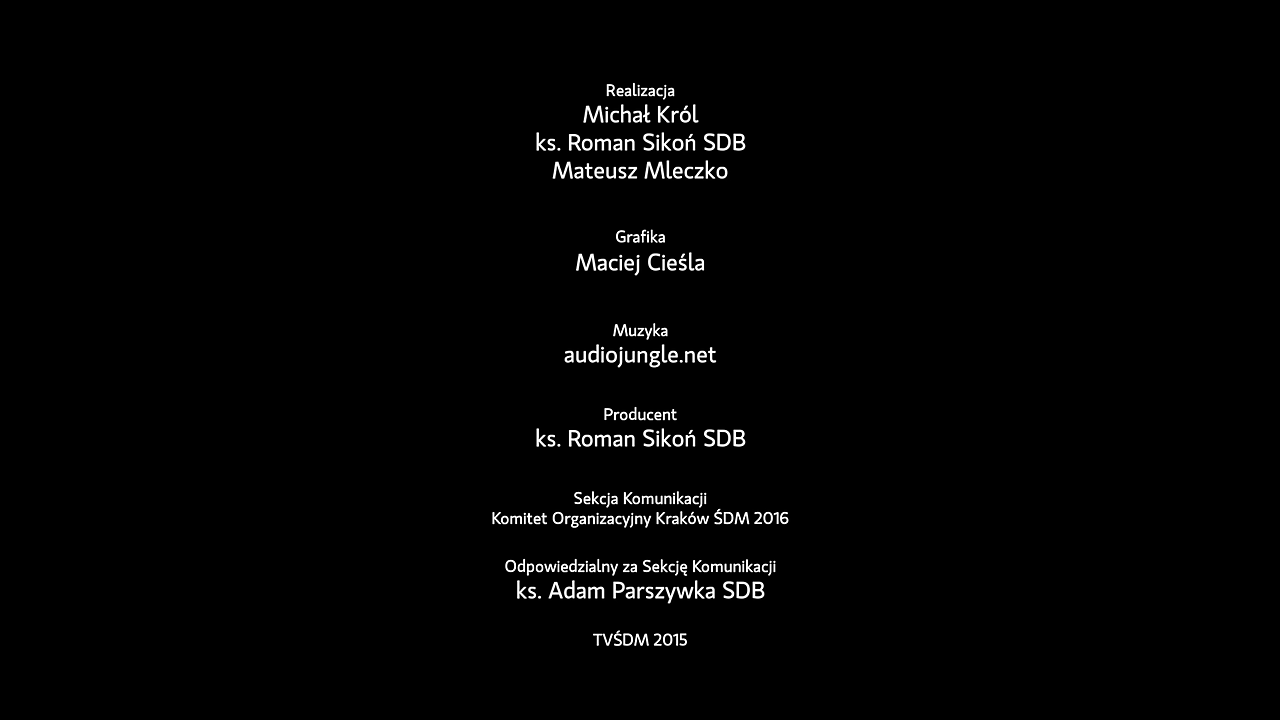 Realizacja
Michał Król
ks. Roman Sikoń SDB
Mateusz Mleczko
Grafika
Maciej Cieśla
Muzyka
audiojungle.net
Producent
ks. Roman Sikoń SDB
Sekcja Komunikacji
Komitet Organizacyjny Kraków ŚDM 2016
Odpowiedzialny za Sekcję Komunikacji
ks. Adam Parszywka SDB
TVŚDM 2015